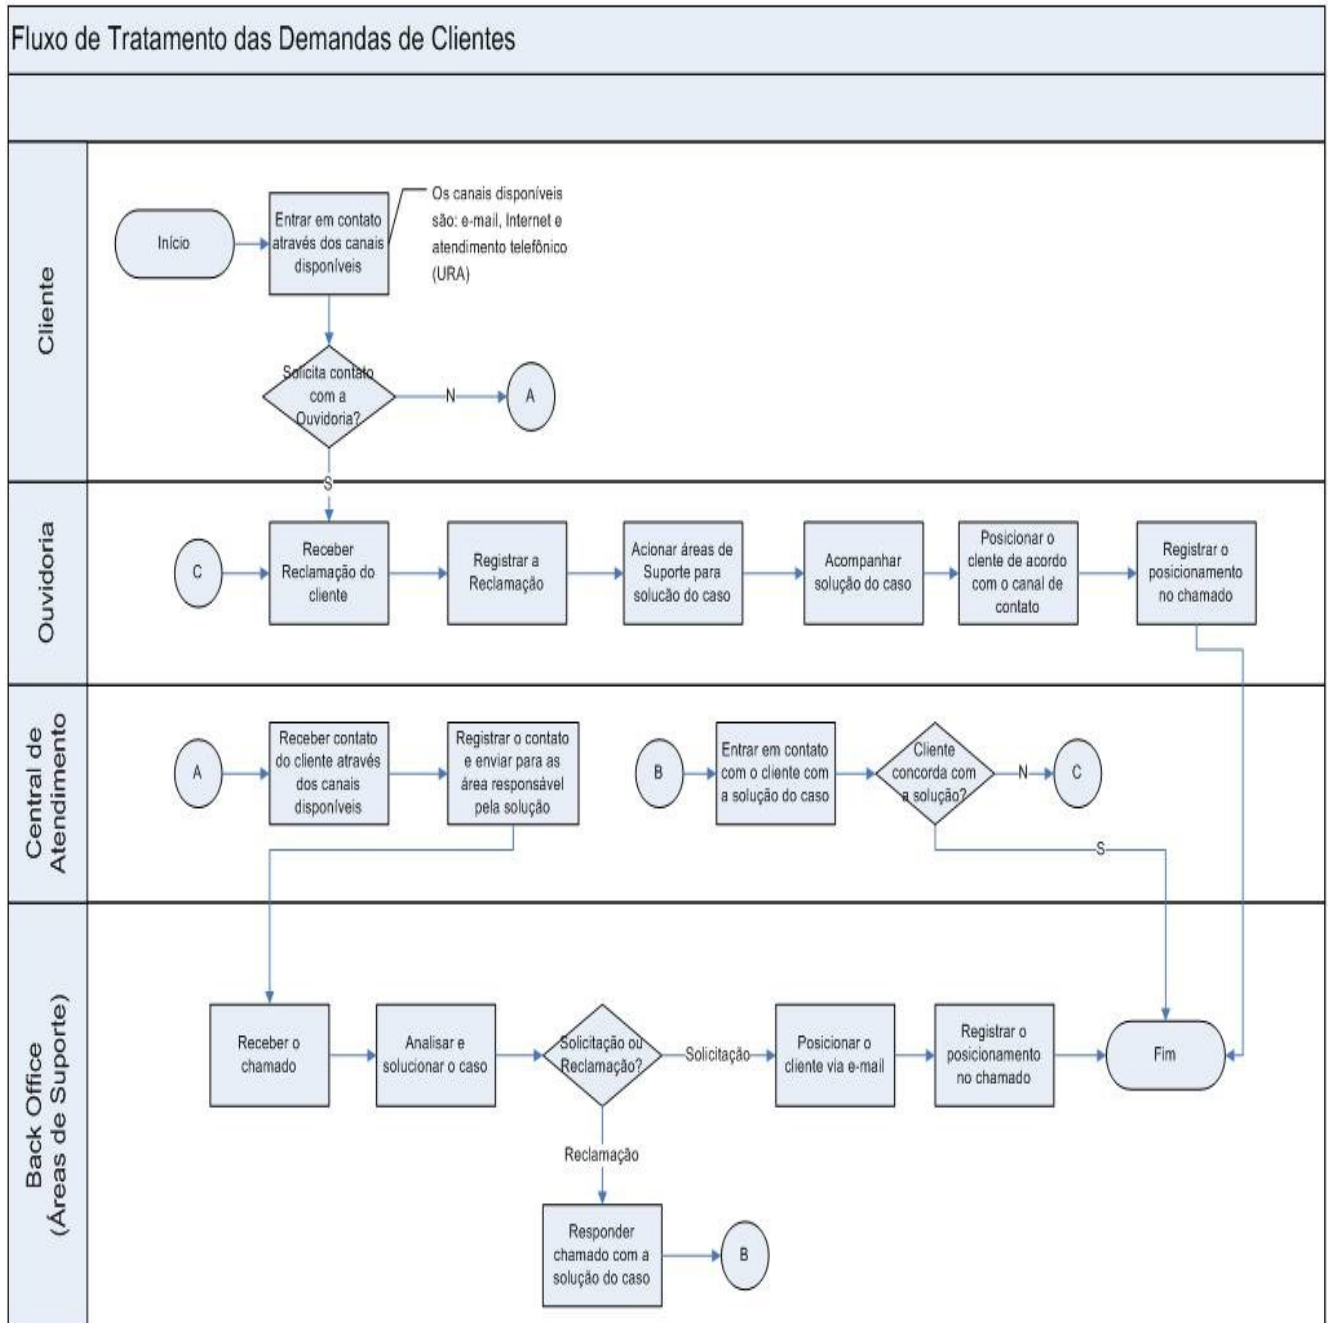 Fluxo de Tratamento das Demandas de Clientes
Cliente
Início
Entrar em contato
através dos canais
disponíveis
Os canais disponíveis
são: e-mail, Internet e
atendimento telefônico
(URA)
Solicita contato
com a
Ouvidoria?
N
A
S
Ouvidoria
C
Receber
Reclamação do
cliente
Registrar a
Reclamação
Acionar áreas de
Suporte para
solucão do caso
Acompanhar
solução do caso
Posicionar o
clente de acordo
com o canal de
contato
Registrar o
posicionamento
no chamado
Central de
Atendimento
A
Receber contato
do cliente através
dos canais
disponíveis
Registrar o contato
e enviar para as
área responsável
pela solução
B
Entrar em contato
com o cliente com
a solução do caso
Cliente
concorda com
a solução?
N
C
S
Back Office
(Áreas de Suporte)
Receber o
chamado
Analisar e
solucionar o caso
Solicitação ou
Reclamação?
Solicitação
Posicionar o
cliente via e-mail
Registrar o
posicionamento
no chamado
Fim
Reclamação
Responder
chamado com a
solução do caso
B